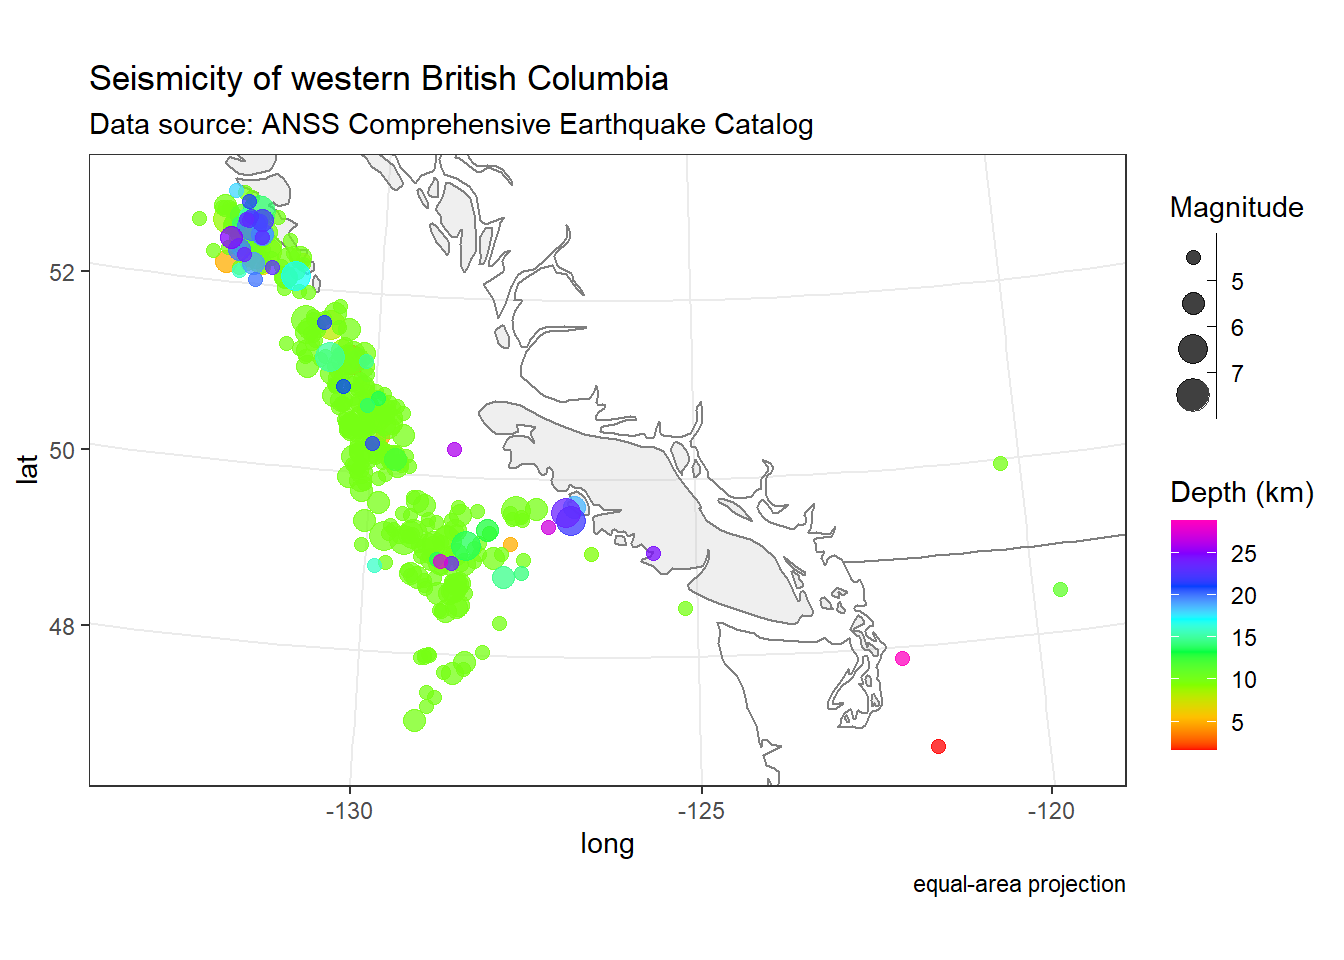 Seismicity of western British Columbia
Data source: ANSS Comprehensive Earthquake Catalog
52
50
48
lat
-130
-125
-120
long
equal-area projection
Magnitude
5
6
7
Depth (km)
25
20
15
10
5